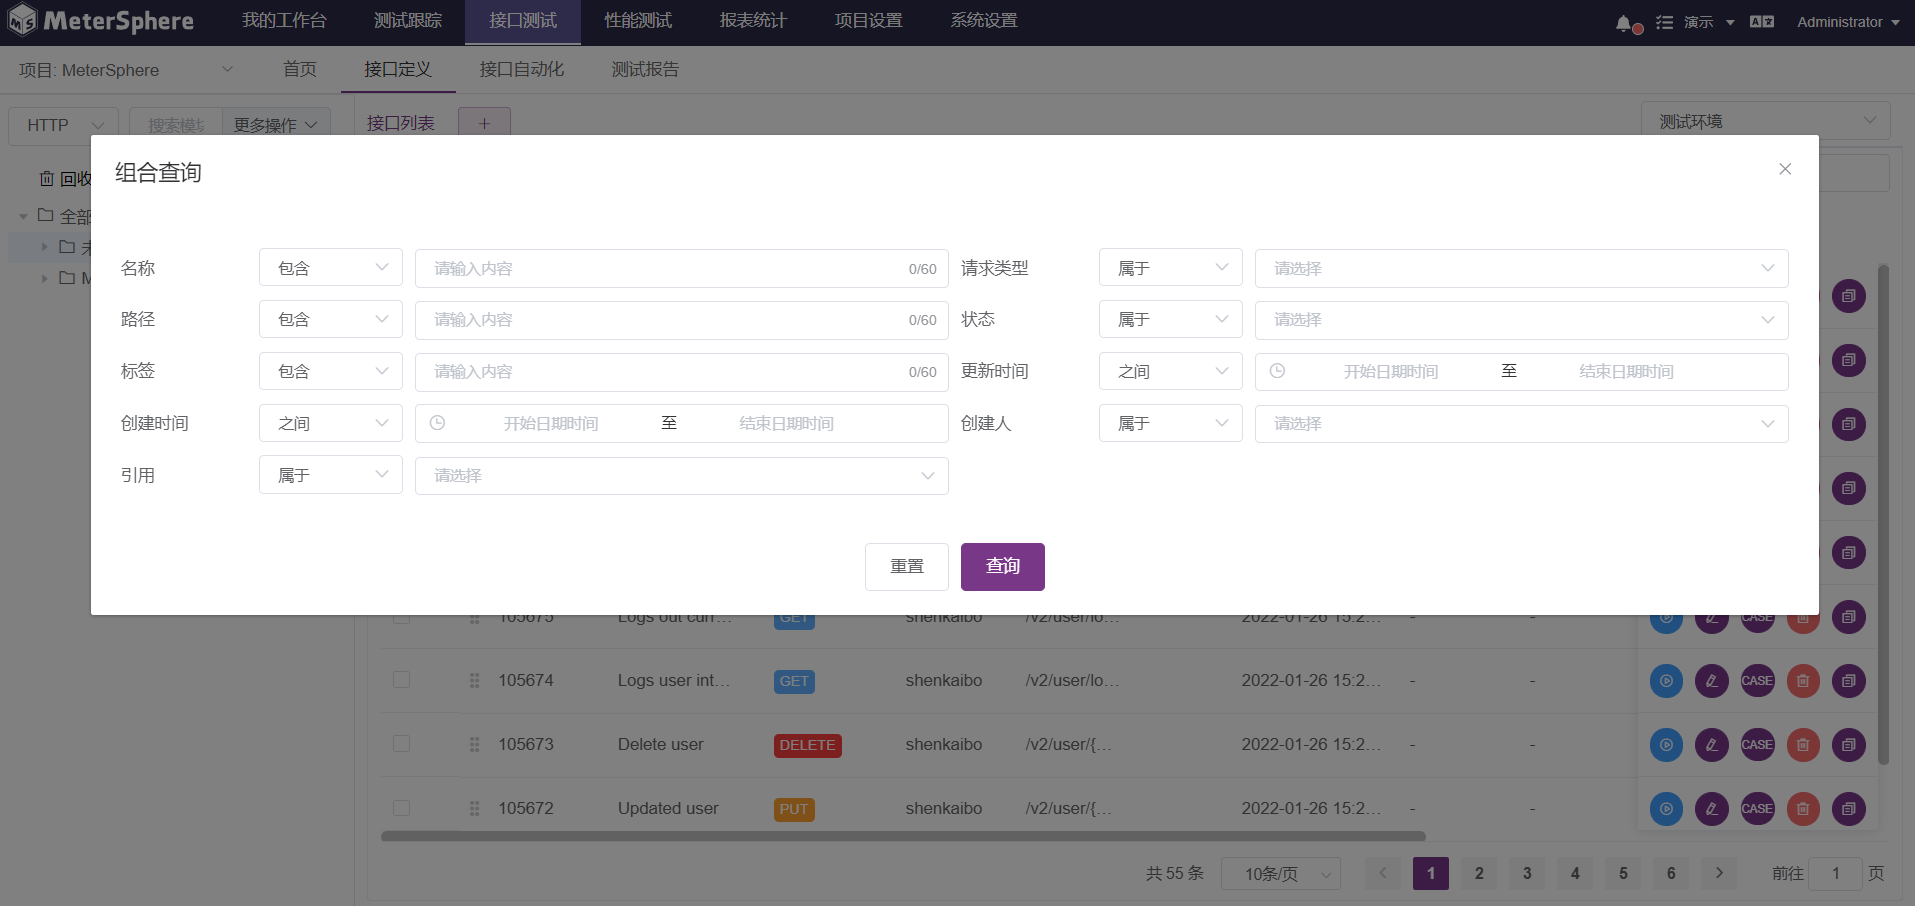 MeterSphere 我的工作台 测试跟踪 接口测试 性能测试 报表统计 项目设置 系统设置 演示 Administrator
项目: MeterSphere 首页 接口定义 接口自动化 测试报告
HTTP 搜索模块 更多操作 接口列表 + 测试环境
回收
组合查询
全部
名称 包含 请输入内容 0/60 请求类型 属于 请选择
路径 包含 请输入内容 0/60 状态 属于 请选择
标签 包含 请输入内容 0/60 更新时间 之间 开始日期时间 至 结束日期时间
创建时间 之间 开始日期时间 至 结束日期时间 创建人 属于 请选择
引用 属于 请选择
重置 查询
105675 Logs out curr... GET shenkaibo /v2/user/lo... 2022-01-26 15:2... - - CASE
105674 Logs user int... GET shenkaibo /v2/user/lo... 2022-01-26 15:2... - - CASE
105673 Delete user DELETE shenkaibo /v2/user/{... 2022-01-26 15:2... - - CASE
105672 Updated user PUT shenkaibo /v2/user/{... 2022-01-26 15:2... - - CASE
共 55 条 10条/页 1 2 3 4 5 6 前往 1 页